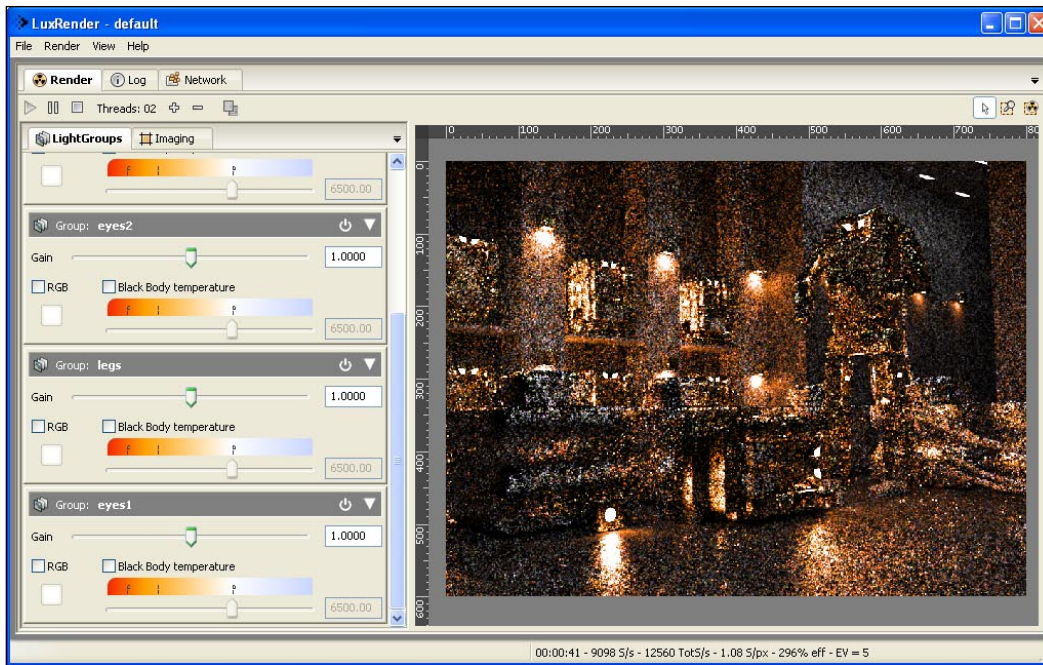 LuxRender - default
File Render View Help
Render Log Network
Threads: 02
LightGroups Imaging
6500.00
Group: eyes2
Gain 1.0000
RGB Black Body temperature
6500.00
Group: legs
Gain 1.0000
RGB Black Body temperature
6500.00
Group: eyes1
Gain 1.0000
RGB Black Body temperature
6500.00
0 100 200 300 400 500 600 700 80
0
100
200
300
400
500
600
00:00:41 - 9098 S/s - 12560 TotS/s - 1.08 S/px - 296% eff - EV = 5